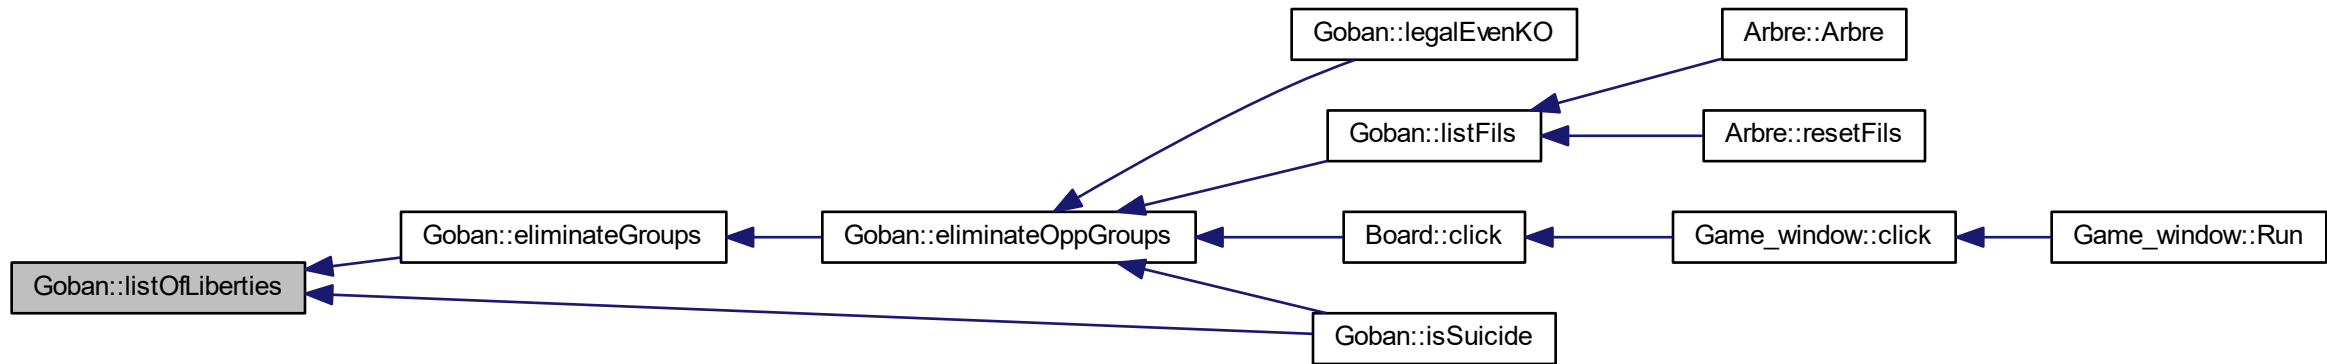 Goban::legalEvenKO
Arbre::Arbre
Goban::listFils
Arbre::resetFils
Goban::eliminateGroups
Goban::eliminateOppGroups
Board::click
Game_window::click
Game_window::Run
Goban::listOfLiberties
Goban::isSuicide